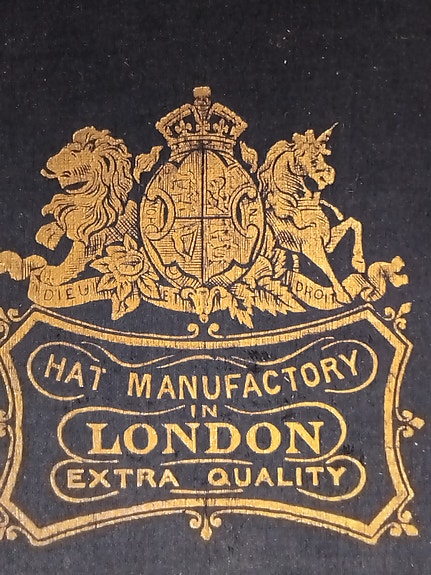 DIEU ET DROIT
HAT MANUFACTORY
IN
LONDON
EXTRA QUALITY